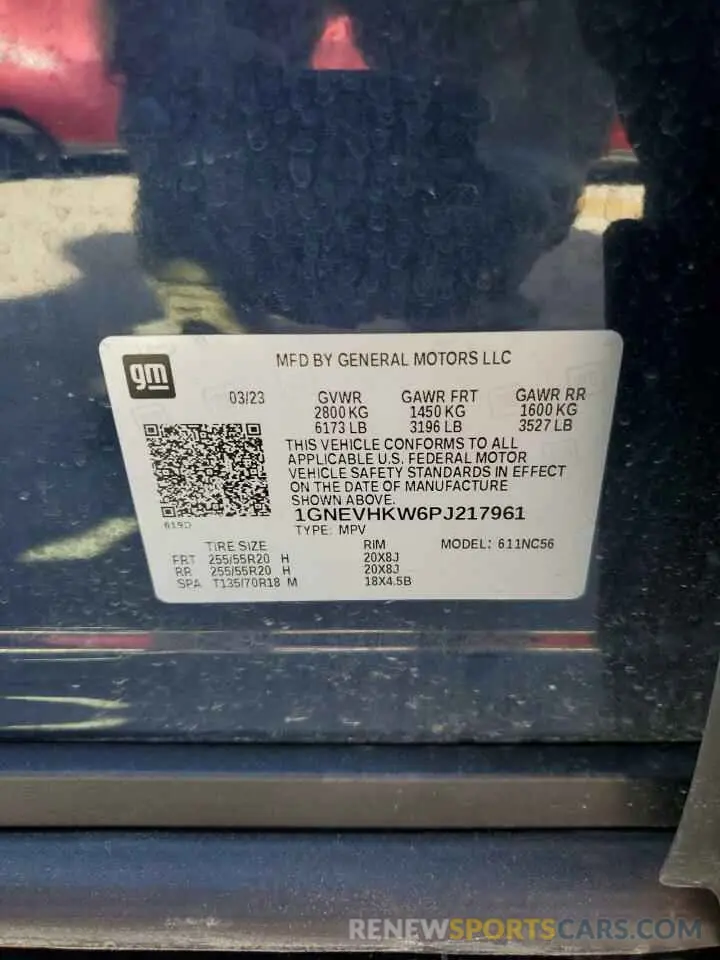 gm
MFD BY GENERAL MOTORS LLC
03/23 GVWR GAWR FRT GAWR RR
2800 KG 1450 KG 1600 KG
6173 LB 3196 LB 3527 LB
THIS VEHICLE CONFORMS TO ALL
APPLICABLE U.S. FEDERAL MOTOR
VEHICLE SAFETY STANDARDS IN EFFECT
ON THE DATE OF MANUFACTURE
SHOWN ABOVE.
1GNEVHKW6PJ217961
619D
TYPE: MPV
TIRE SIZE RIM MODEL: 611NC56
FRT 255/55R20 H 20X8J
RR 255/55R20 H 20X8J
SPA T135/70R18 M 18X4.5B
RENEWSPORTSCARS.COM